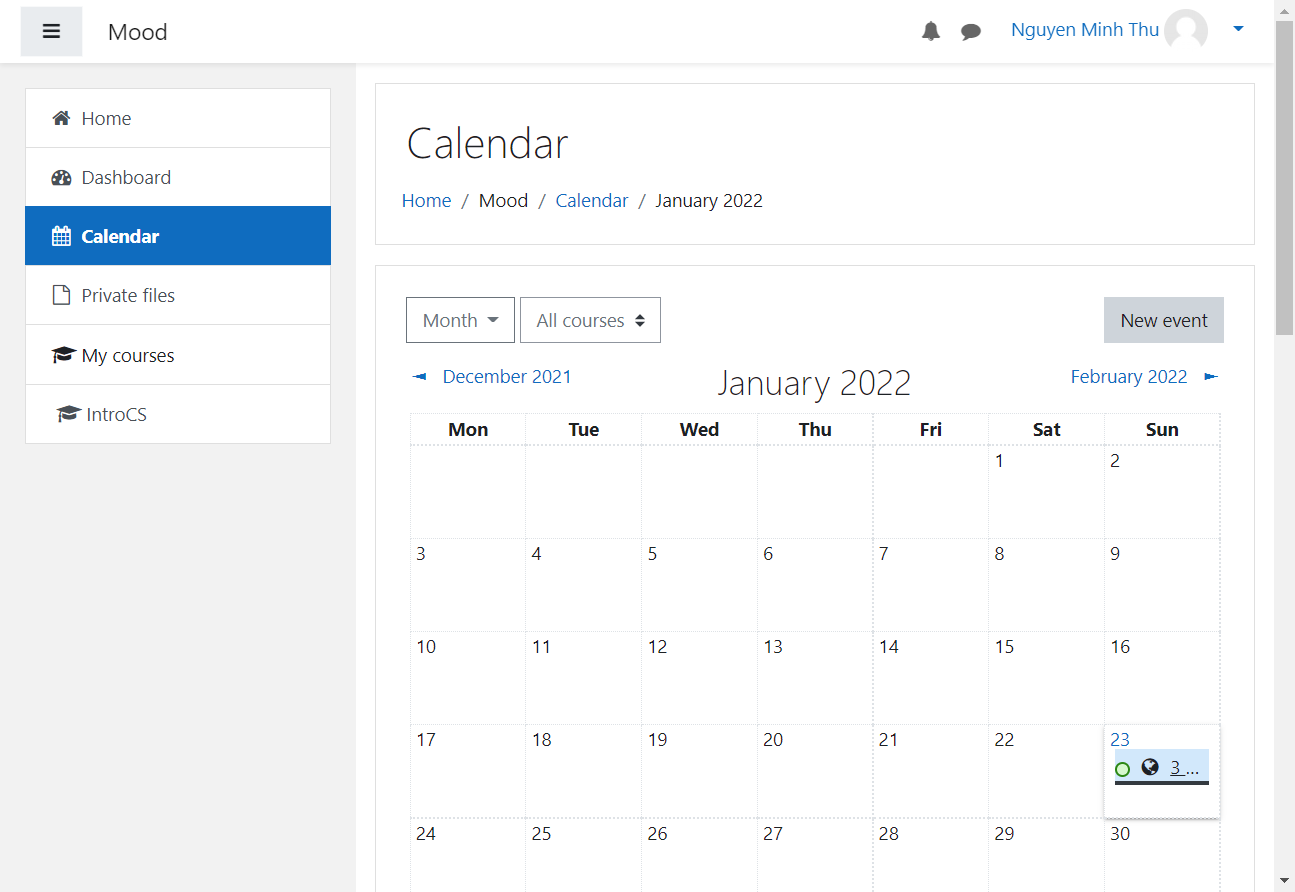 Mood
Nguyen Minh Thu
Home
Dashboard
Calendar
Private files
My courses
IntroCS
Calendar
Home / Mood / Calendar / January 2022
Month All courses New event
◄ December 2021 January 2022 February 2022 ►
Mon Tue Wed Thu Fri Sat Sun
1 2
3 4 5 6 7 8 9
10 11 12 13 14 15 16
17 18 19 20 21 22 23
3 ...
24 25 26 27 28 29 30